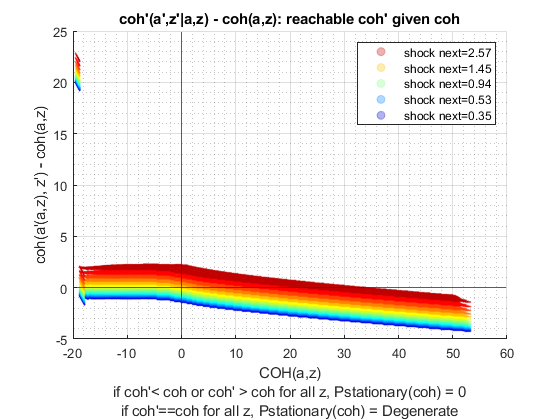 coh'(a',z'|a,z) - coh(a,z): reachable coh' given coh
25
20
15
10
5
0
-5
-20
-10
0
10
20
30
40
50
60
coh(a'(a,z), z') - coh(a,z)
shock next=2.57
shock next=1.45
shock next=0.94
shock next=0.53
shock next=0.35
COH(a,z)
if coh'< coh or coh' > coh for all z, Pstationary(coh) = 0
if coh'==coh for all z, Pstationary(coh) = Degenerate